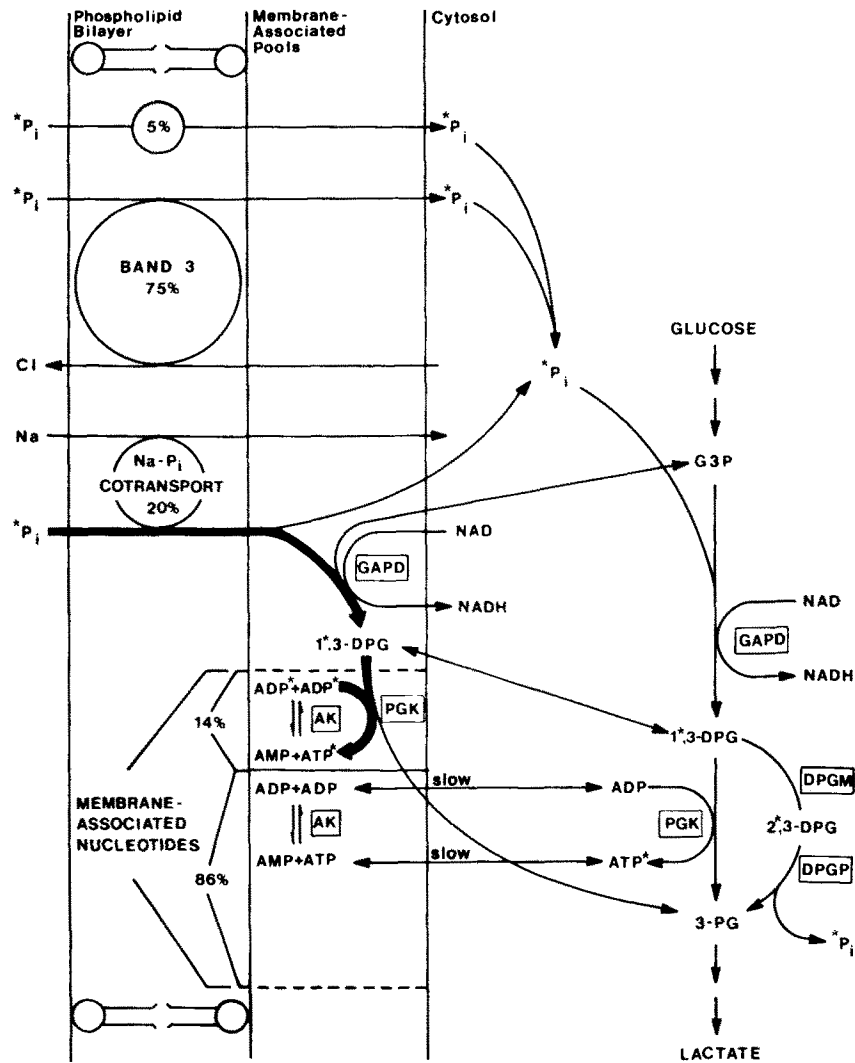 Phospholipid
Bilayer
Membrane-
Associated
Pools
Cytosol
*Pi
5%
*Pi
*Pi
*Pi
BAND 3
75%
Cl
*Pi
GLUCOSE
Na
Na-Pi
COTRANSPORT
20%
*Pi
G3P
NAD
GAPD
NADH
NAD
GAPD
NADH
1*,3-DPG
ADP*+ADP*
AK
PGK
AMP+ATP*
14%
1*,3-DPG
MEMBRANE-
ASSOCIATED
NUCLEOTIDES
86%
ADP+ADP
slow
ADP
AK
AMP+ATP
slow
ATP*
PGK
DPGM
2*,3-DPG
DPGP
3-PG
*Pi
LACTATE